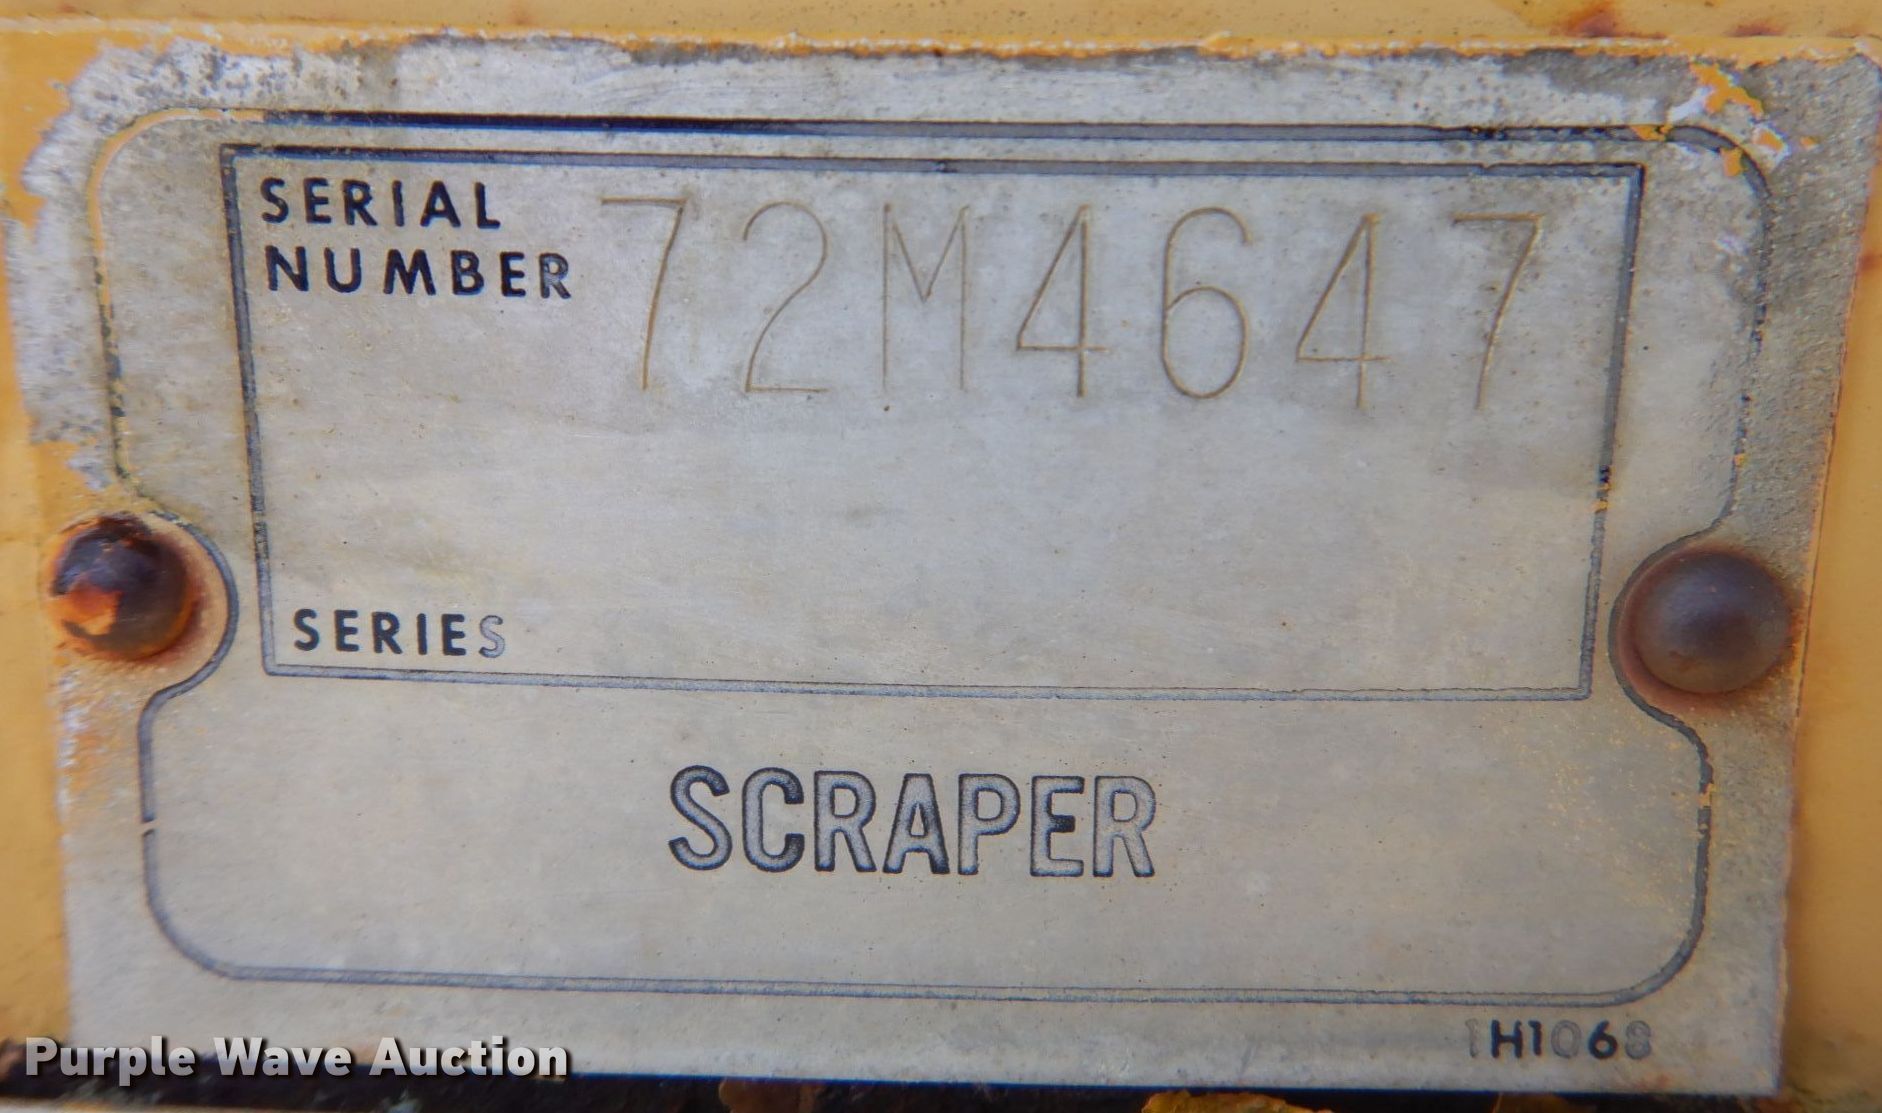 SERIAL
NUMBER
72M4647
SERIES
SCRAPER
1H1068
Purple Wave Auction